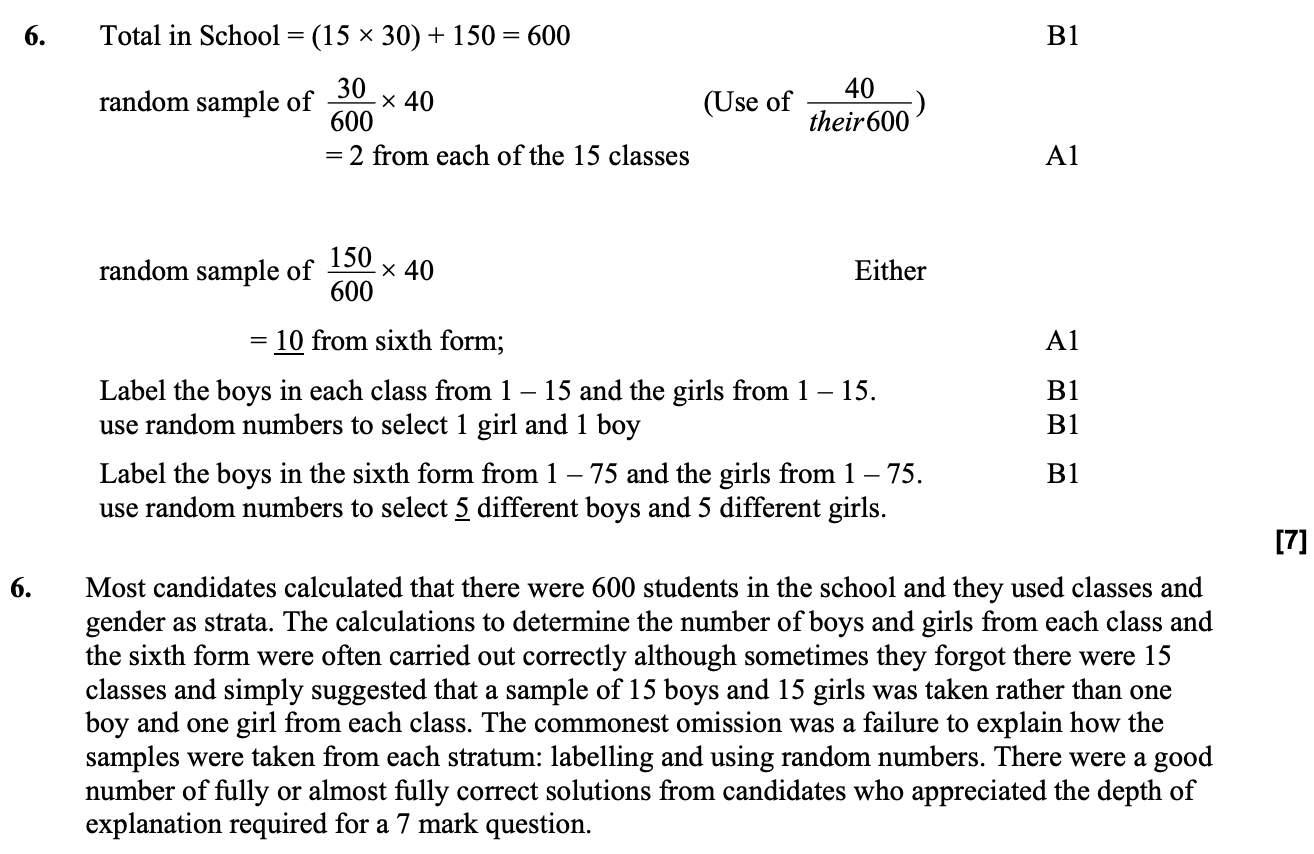 6. Total in School = (15 × 30) + 150 = 600 B1
random sample of 30/600 × 40 (Use of 40/their600)
= 2 from each of the 15 classes A1
random sample of 150/600 × 40 Either
= 10 from sixth form; A1
Label the boys in each class from 1 – 15 and the girls from 1 – 15. B1
use random numbers to select 1 girl and 1 boy B1
Label the boys in the sixth form from 1 – 75 and the girls from 1 – 75. B1
use random numbers to select 5 different boys and 5 different girls.
[7]
6. Most candidates calculated that there were 600 students in the school and they used classes and
gender as strata. The calculations to determine the number of boys and girls from each class and
the sixth form were often carried out correctly although sometimes they forgot there were 15
classes and simply suggested that a sample of 15 boys and 15 girls was taken rather than one
boy and one girl from each class. The commonest omission was a failure to explain how the
samples were taken from each stratum: labelling and using random numbers. There were a good
number of fully or almost fully correct solutions from candidates who appreciated the depth of
explanation required for a 7 mark question.